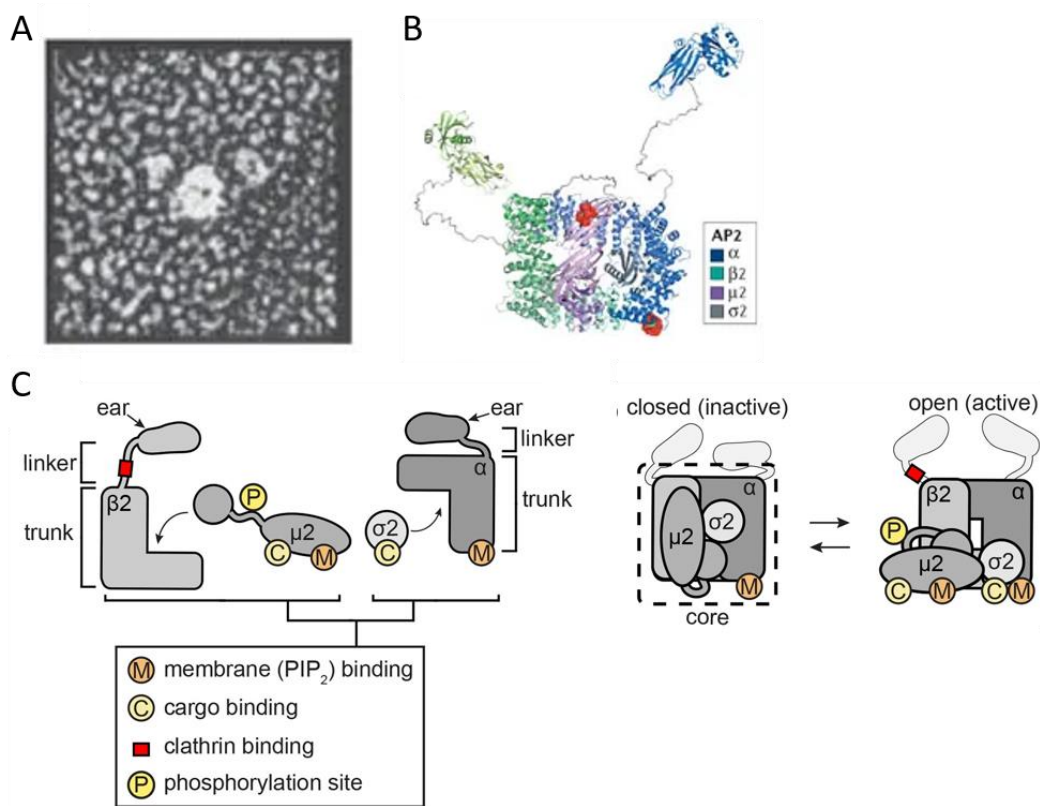 A
B
AP2
α
β2
μ2
σ2
C
ear
linker
β2
trunk
P
μ2
C
M
σ2
C
ear
linker
α
trunk
M
closed (inactive)
α
μ2
σ2
M
core
open (active)
β2
α
P
μ2
σ2
C
M
C
M
M membrane (PIP₂) binding
C cargo binding
clathrin binding
P phosphorylation site